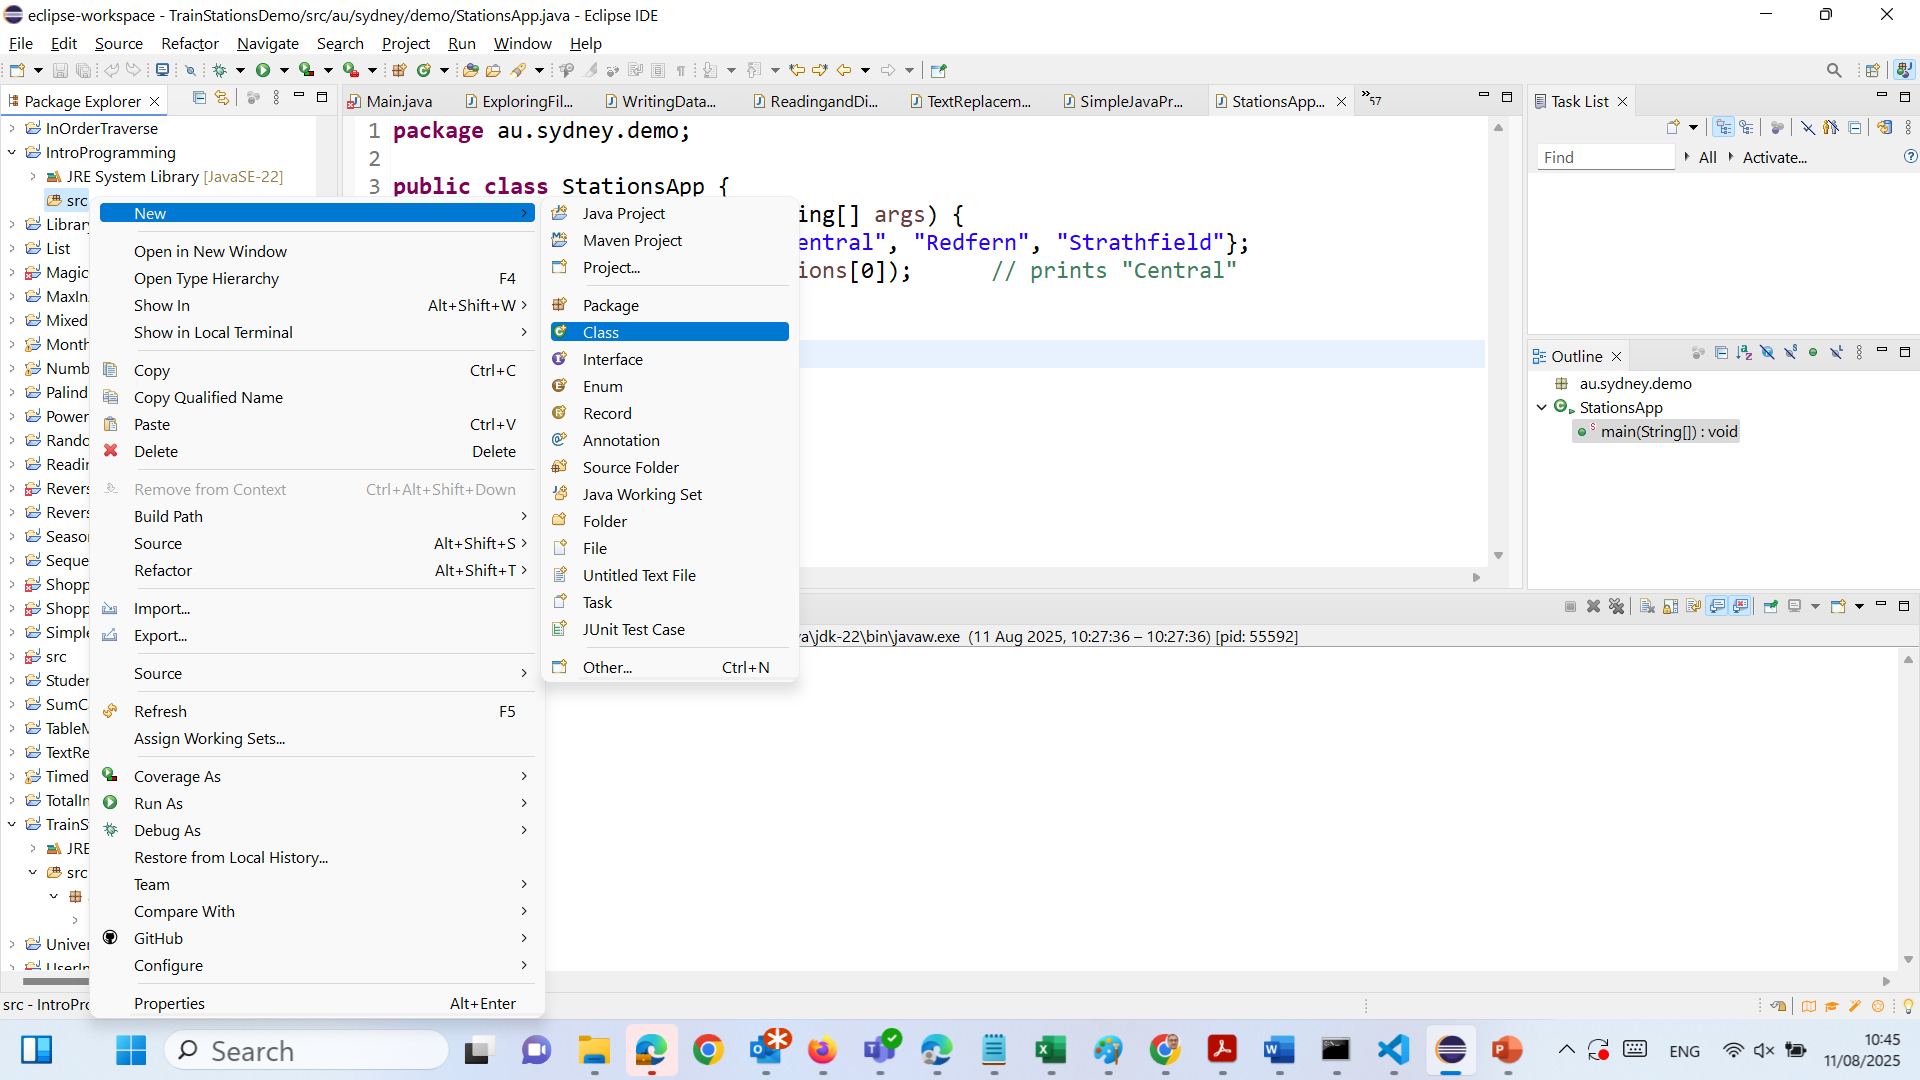 eclipse-workspace - TrainStationsDemo/src/au/sydney/demo/StationsApp.java - Eclipse IDE
File Edit Source Refactor Navigate Search Project Run Window Help
Package Explorer
InOrderTraverse
IntroProgramming
JRE System Library [JavaSE-22]
src
Library
List
Magic
MaxIn
Mixed
Month
Numb
Palind
Power
Rando
Readin
Revers
Revers
Season
Seque
Shopp
Shopp
Simple
src
Studen
SumC
TableM
TextRe
Timed
TotalIn
TrainSt
JRE
src
Univer
UserIn
New
Open in New Window
Open Type Hierarchy F4
Show In Alt+Shift+W
Show in Local Terminal
Copy Ctrl+C
Copy Qualified Name
Paste Ctrl+V
Delete Delete
Remove from Context Ctrl+Alt+Shift+Down
Build Path
Source Alt+Shift+S
Refactor Alt+Shift+T
Import...
Export...
Source
Refresh F5
Assign Working Sets...
Coverage As
Run As
Debug As
Restore from Local History...
Team
Compare With
GitHub
Configure
Properties Alt+Enter
Java Project
Maven Project
Project...
Package
Class
Interface
Enum
Record
Annotation
Source Folder
Java Working Set
Folder
File
Untitled Text File
Task
JUnit Test Case
Other... Ctrl+N
Main.java ExploringFil... WritingData... ReadingandDi... TextReplacem... SimpleJavaPr... StationsApp... »57
1 package au.sydney.demo;
2
3 public class StationsApp {
ing[] args) {
entral", "Redfern", "Strathfield"};
ions[0]); // prints "Central"
va\jdk-22\bin\javaw.exe (11 Aug 2025, 10:27:36 – 10:27:36) [pid: 55592]
Task List
Find All Activate...
Outline
au.sydney.demo
StationsApp
main(String[]) : void
src - IntroPro
Search
ENG
10:45
11/08/2025